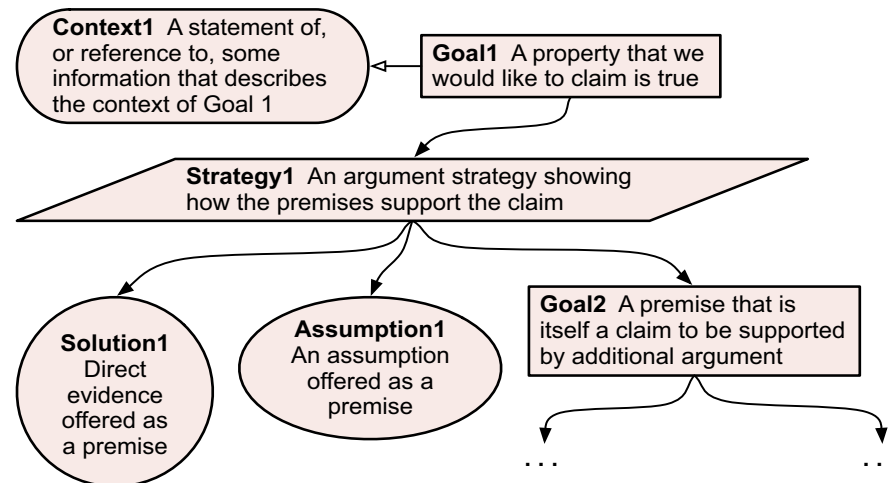 Context1 A statement of,
or reference to, some
information that describes
the context of Goal 1
Goal1 A property that we
would like to claim is true
Strategy1 An argument strategy showing
how the premises support the claim
Solution1
Direct
evidence
offered as
a premise
Assumption1
An assumption
offered as a
premise
Goal2 A premise that is
itself a claim to be supported
by additional argument
. . .
. .